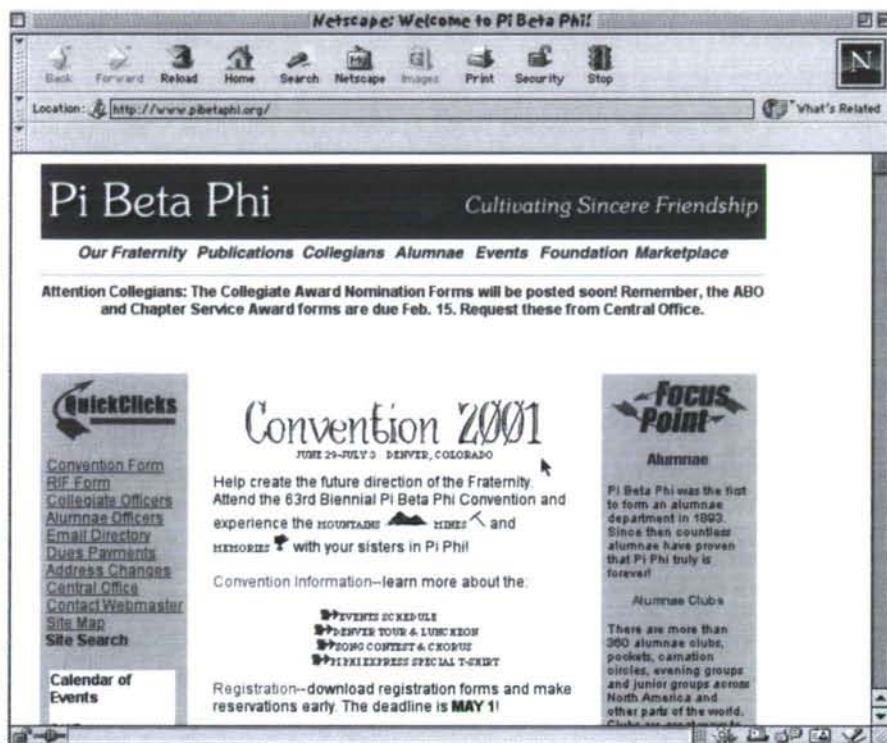 Netscape: Welcome to Pi Beta Phi!
Back Forward Reload Home Search Netscape Images Print Security Stop
N
Location: http://www.pibetaphi.org/ What's Related
Pi Beta Phi
Cultivating Sincere Friendship
Our Fraternity Publications Collegians Alumnae Events Foundation Marketplace
Attention Collegians: The Collegiate Award Nomination Forms will be posted soon! Remember, the ABO
and Chapter Service Award forms are due Feb. 15. Request these from Central Office.
QuickClicks
Convention Form
RIF Form
Collegiate Officers
Alumnae Officers
Email Directory
Dues Payments
Address Changes
Central Office
Contact Webmaster
Site Map
Site Search
Calendar of
Events
Convention 2001
JUNE 29-JULY 3 DENVER, COLORADO
Help create the future direction of the Fraternity.
Attend the 63rd Biennial Pi Beta Phi Convention and
experience the MOUNTAINS MINES and
MEMORIES with your sisters in Pi Phi!
Convention Information--learn more about the:
EVENTS SCHEDULE
DENVER TOUR & LUNCHEON
SONG CONTEST & CHORUS
PI PHI EXPRESS SPECIAL T-SHIRT
Registration--download registration forms and make
reservations early. The deadline is MAY 1!
Focus
Point
Alumnae
Pi Beta Phi was the first
to form an alumnae
department in 1893.
Since then countless
alumnae have proven
that Pi Phi truly is
forever!
Alumnae Clubs
There are more than
360 alumnae clubs,
pockets, carnation
circles, evening groups
and junior groups across
North America and
other parts of the world.